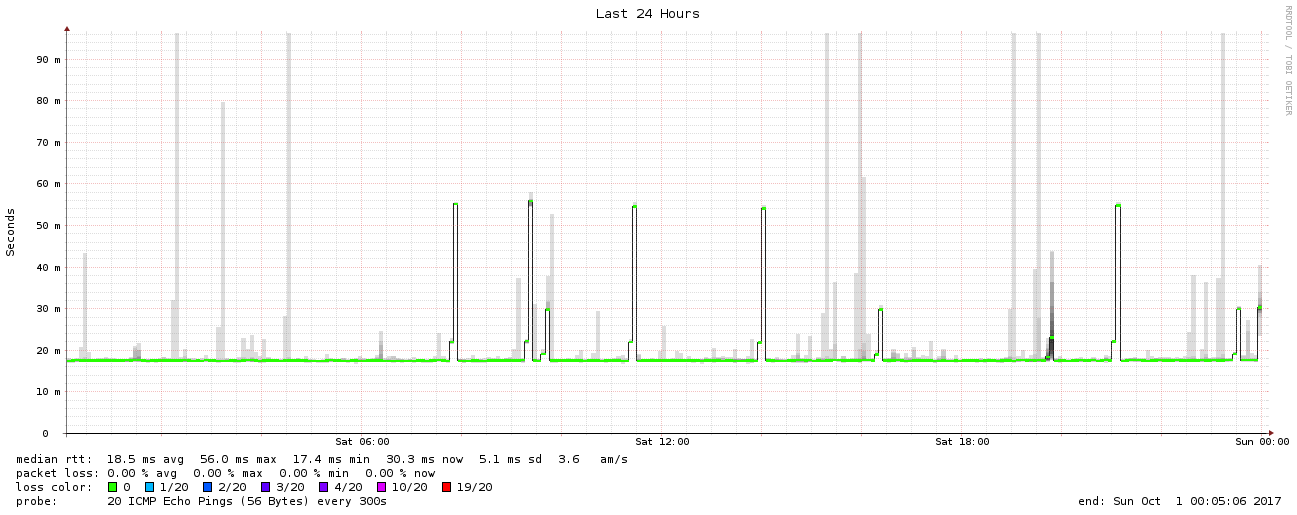 Last 24 Hours
RRDTOOL / TOBI OETIKER
Seconds
90 m
80 m
70 m
60 m
50 m
40 m
30 m
20 m
10 m
0
Sat 06:00 Sat 12:00 Sat 18:00 Sun 00:00
median rtt: 18.5 ms avg 56.0 ms max 17.4 ms min 30.3 ms now 5.1 ms sd 3.6 am/s
packet loss: 0.00 % avg 0.00 % max 0.00 % min 0.00 % now
loss color: 0 1/20 2/20 3/20 4/20 10/20 19/20
probe: 20 ICMP Echo Pings (56 Bytes) every 300s end: Sun Oct 1 00:05:06 2017